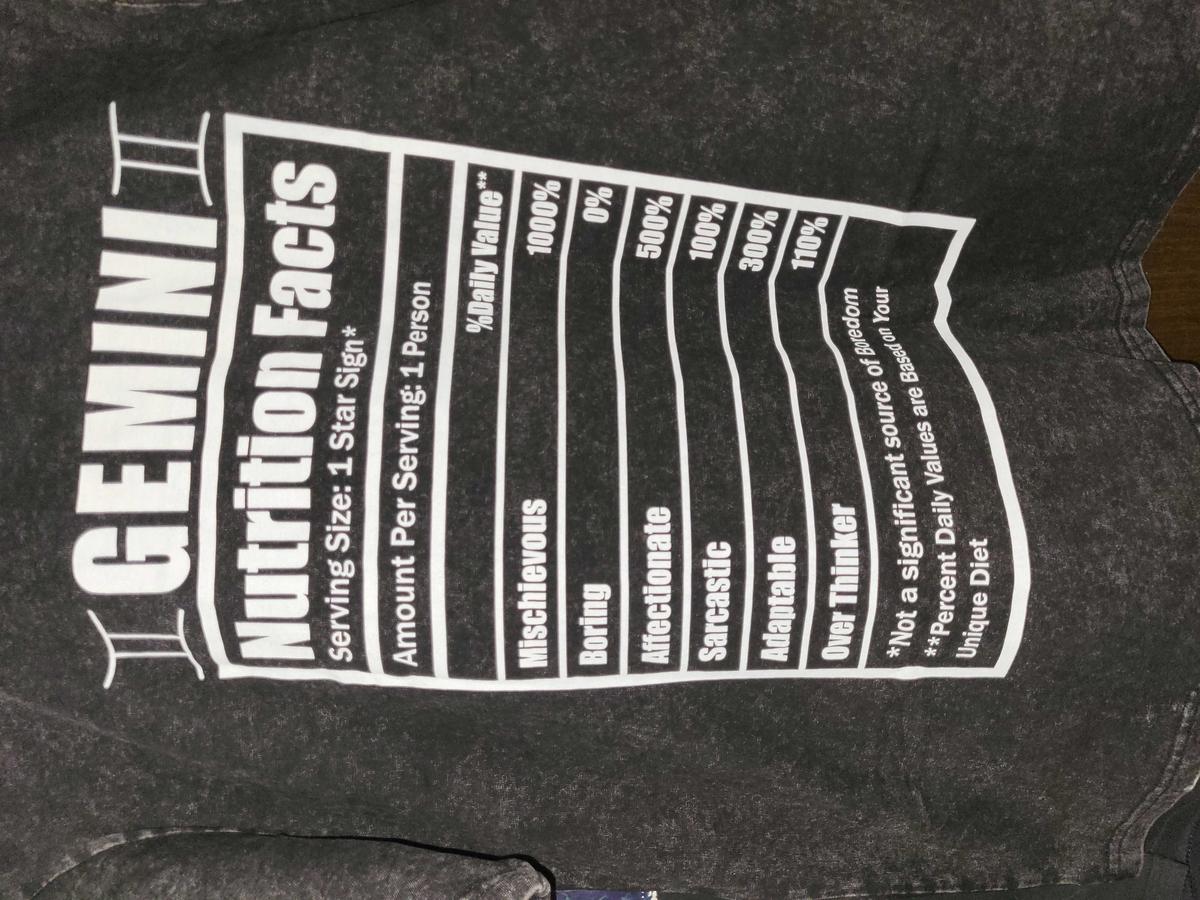 GEMINI
Nutrition Facts
Serving Size: 1 Star Sign*
Amount Per Serving: 1 Person
%Daily Value**
Mischievous 1000%
Boring 0%
Affectionate 500%
Sarcastic 100%
Adaptable 300%
Over Thinker 110%
*Not a significant source of Boredom
**Percent Daily Values are Based on Your
Unique Diet